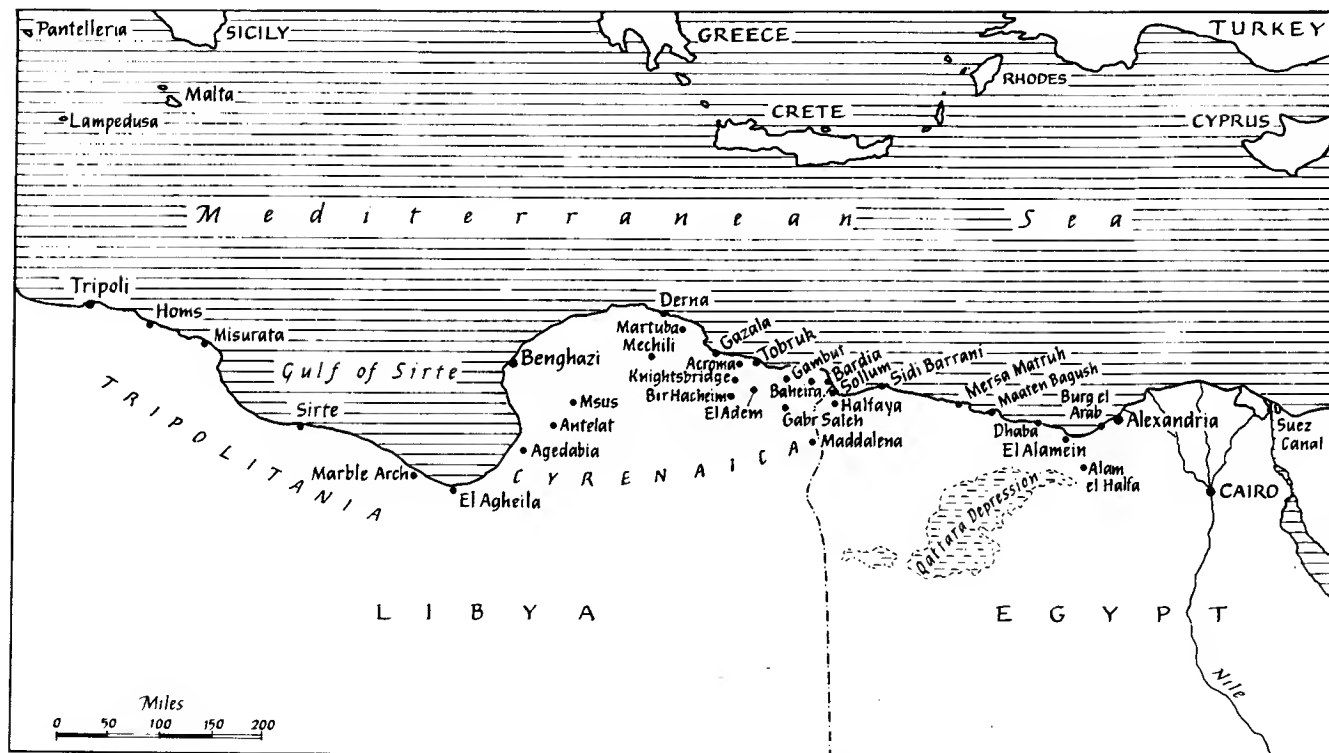 Pantelleria
SICILY
GREECE
TURKEY
RHODES
Malta
Lampedusa
CRETE
CYPRUS
Mediterranean Sea
Tripoli
Homs
Misurata
Derna
Martuba
Mechili
Gazala
Tobruk
Benghazi
Gulf of Sirte
Acroma
Knightsbridge
Bir Hacheim
El Adem
Gambut
Bardia
Baheira
Sollum
Sidi Barrani
Halfaya
Gabr Saleh
Maddalena
Mersa Matruh
Maaten Bagush
Burg el
Arab
Alexandria
Suez
Canal
Dhaba
El Alamein
Alam
el Halfa
CAIRO
Msus
Antelat
Agedabia
Sirte
Marble Arch
El Agheila
TRIPOLITANIA
CYRENAICA
Qattara Depression
LIBYA
EGYPT
Nile
Miles
0 50 100 150 200